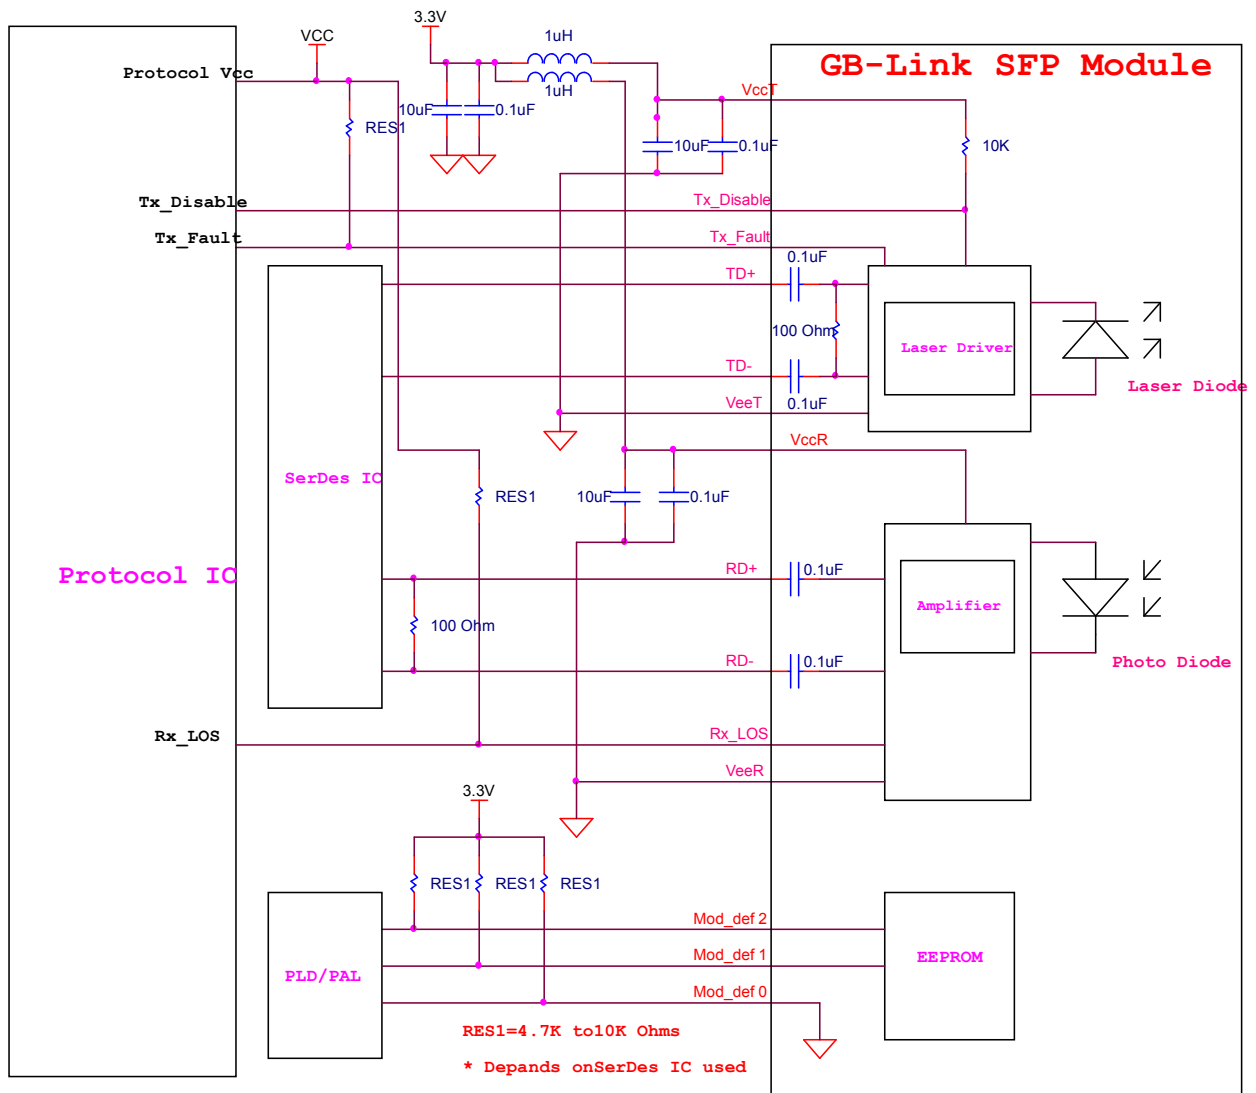 3.3V
VCC
1uH
GB-Link SFP Module
Protocol Vcc
1uH
VccT
10uF
0.1uF
RES1
10uF
0.1uF
10K
Tx_Disable
Tx_Disable
Tx_Fault
Tx_Fault
0.1uF
TD+
100 Ohm
Laser Driver
TD-
Laser Diode
VeeT
0.1uF
VccR
SerDes IC
RES1
10uF
0.1uF
Protocol IC
RD+
0.1uF
Amplifier
100 Ohm
RD-
0.1uF
Photo Diode
Rx_LOS
Rx_LOS
VeeR
3.3V
RES1
RES1
RES1
Mod_def 2
PLD/PAL
Mod_def 1
EEPROM
Mod_def 0
RES1=4.7K to10K Ohms
* Depands onSerDes IC used